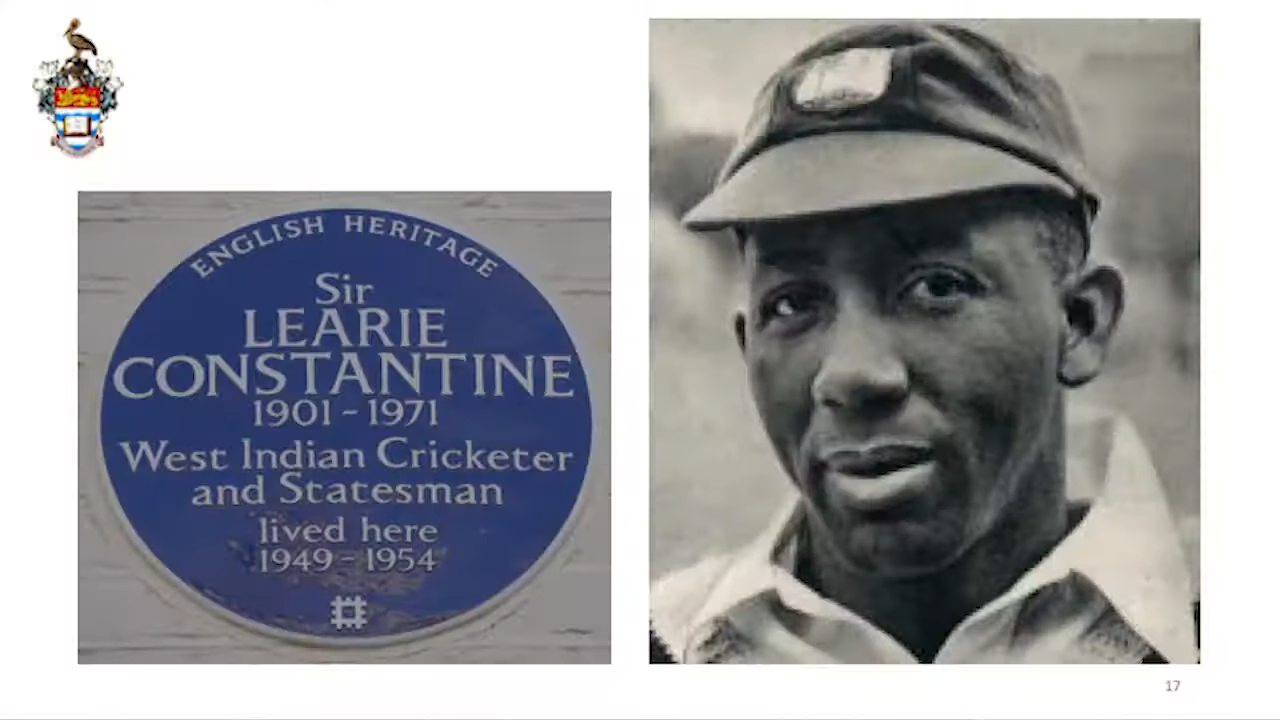 ENGLISH HERITAGE
Sir
LEARIE
CONSTANTINE
1901 - 1971
West Indian Cricketer
and Statesman
lived here
1949 - 1954
17